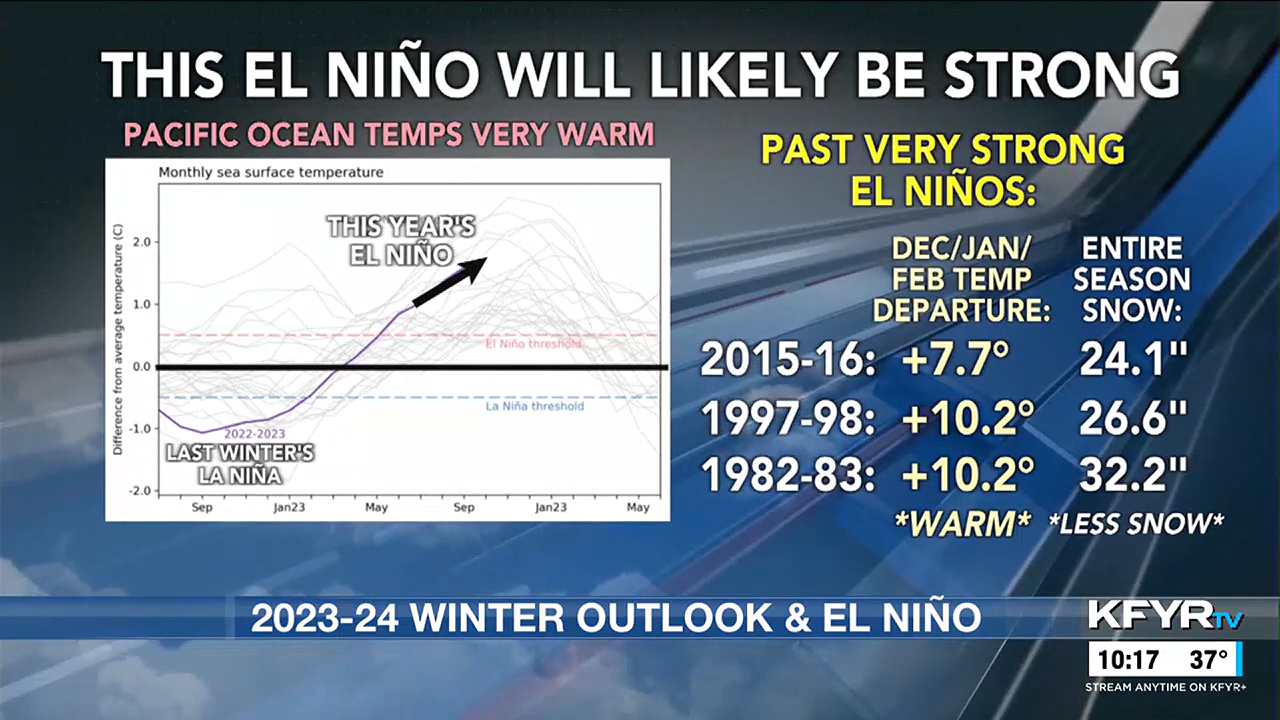 THIS EL NIÑO WILL LIKELY BE STRONG
PACIFIC OCEAN TEMPS VERY WARM
Monthly sea surface temperature
Difference from average temperature (C)
2.0
1.0
0.0
-1.0
-2.0
THIS YEAR'S
EL NIÑO
El Niño threshold
La Niña threshold
2022-2023
LAST WINTER'S
LA NIÑA
Sep Jan23 May Sep Jan23 May
PAST VERY STRONG
EL NIÑOS:
DEC/JAN/
FEB TEMP
DEPARTURE:
ENTIRE
SEASON
SNOW:
2015-16: +7.7° 24.1"
1997-98: +10.2° 26.6"
1982-83: +10.2° 32.2"
*WARM* *LESS SNOW*
2023-24 WINTER OUTLOOK & EL NIÑO
KFYR TV
10:17 37°
STREAM ANYTIME ON KFYR+